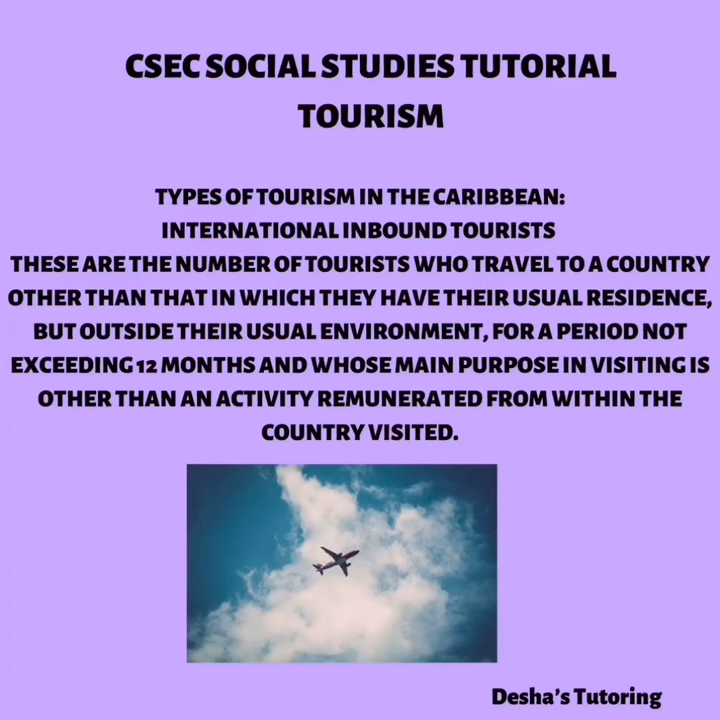 CSEC SOCIAL STUDIES TUTORIAL
TOURISM
TYPES OF TOURISM IN THE CARIBBEAN:
INTERNATIONAL INBOUND TOURISTS
THESE ARE THE NUMBER OF TOURISTS WHO TRAVEL TO A COUNTRY
OTHER THAN THAT IN WHICH THEY HAVE THEIR USUAL RESIDENCE,
BUT OUTSIDE THEIR USUAL ENVIRONMENT, FOR A PERIOD NOT
EXCEEDING 12 MONTHS AND WHOSE MAIN PURPOSE IN VISITING IS
OTHER THAN AN ACTIVITY REMUNERATED FROM WITHIN THE
COUNTRY VISITED.
Desha's Tutoring